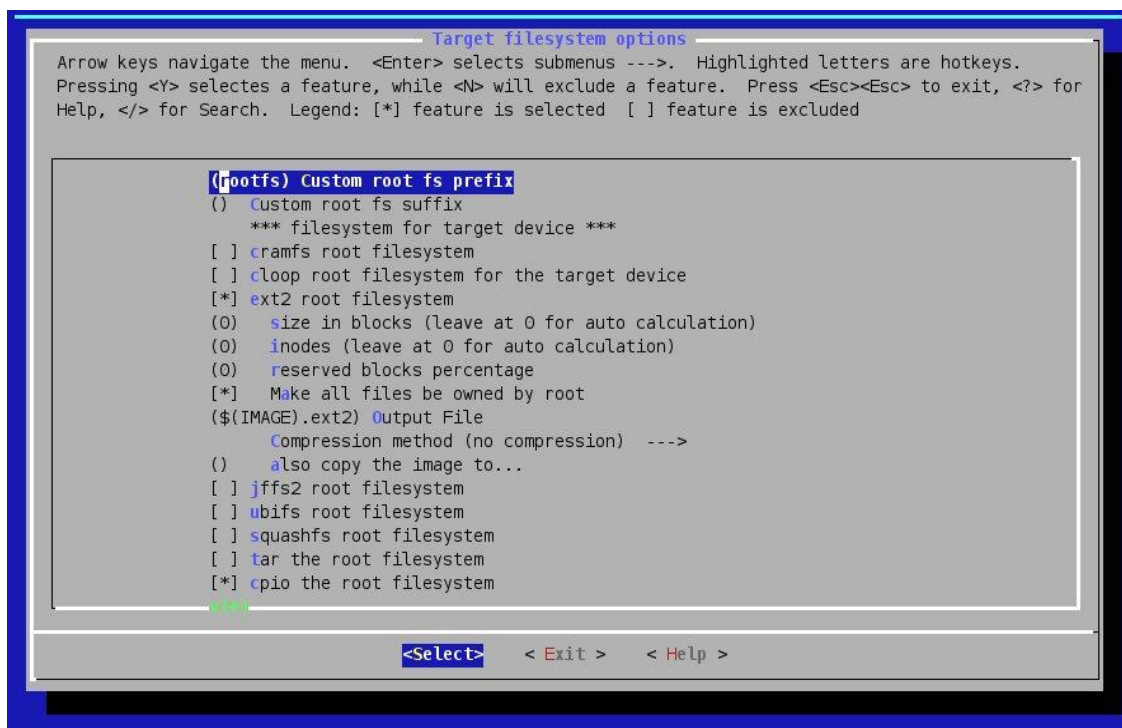 Target filesystem options
Arrow keys navigate the menu.  <Enter> selects submenus --->.  Highlighted letters are hotkeys.
Pressing <Y> selectes a feature, while <N> will exclude a feature.  Press <Esc><Esc> to exit, <?> for
Help, </> for Search.  Legend: [*] feature is selected  [ ] feature is excluded
(rootfs) Custom root fs prefix
()  Custom root fs suffix
*** filesystem for target device ***
[ ] cramfs root filesystem
[ ] cloop root filesystem for the target device
[*] ext2 root filesystem
(0)   size in blocks (leave at 0 for auto calculation)
(0)   inodes (leave at 0 for auto calculation)
(0)   reserved blocks percentage
[*]   Make all files be owned by root
($(IMAGE).ext2) Output File
Compression method (no compression)  --->
()    also copy the image to...
[ ] jffs2 root filesystem
[ ] ubifs root filesystem
[ ] squashfs root filesystem
[ ] tar the root filesystem
[*] cpio the root filesystem
v(+)
<Select>    < Exit >    < Help >